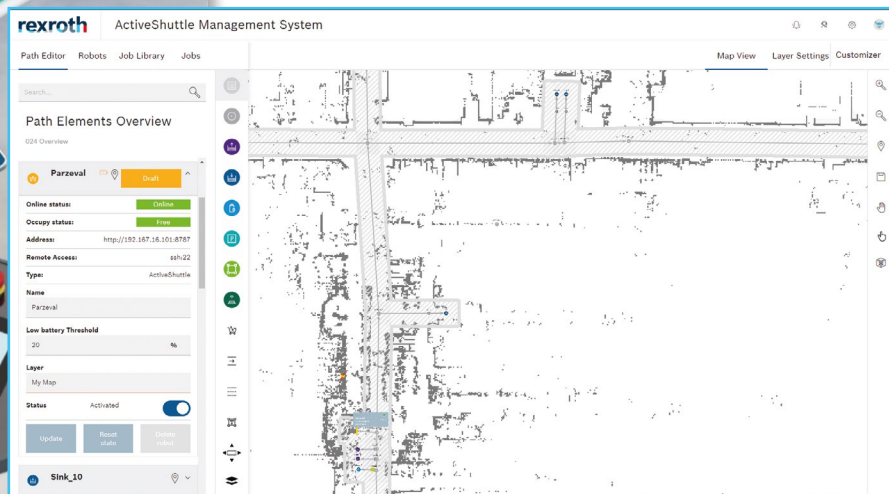 rexroth ActiveShuttle Management System
Path Editor Robots Job Library Jobs Map View Layer Settings Customizer
Search...
Path Elements Overview
024 Overview
Parzeval Draft
Online status: Online
Occupy status: Free
Address: http://192.167.16.101:8787
Remote Access: ssh:22
Type: ActiveShuttle
Name
Parzeval
Low battery Threshold
20 %
Layer
My Map
Status Activated
Update Reset state Delete robot
Sink_10